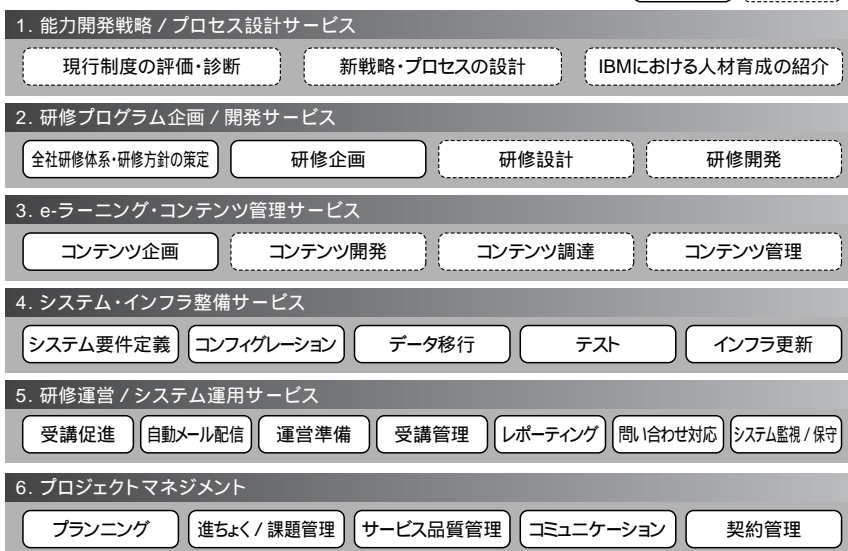 1. 能力開発戦略 / プロセス設計サービス
現行制度の評価・診断 新戦略・プロセスの設計 IBMにおける人材育成の紹介
2. 研修プログラム企画 / 開発サービス
全社研修体系・研修方針の策定 研修企画 研修設計 研修開発
3. e-ラーニング・コンテンツ管理サービス
コンテンツ企画 コンテンツ開発 コンテンツ調達 コンテンツ管理
4. システム・インフラ整備サービス
システム要件定義 コンフィグレーション データ移行 テスト インフラ更新
5. 研修運営 / システム運用サービス
受講促進 自動メール配信 運営準備 受講管理 レポーティング 問い合わせ対応 システム監視 / 保守
6. プロジェクトマネジメント
プランニング 進ちょく / 課題管理 サービス品質管理 コミュニケーション 契約管理